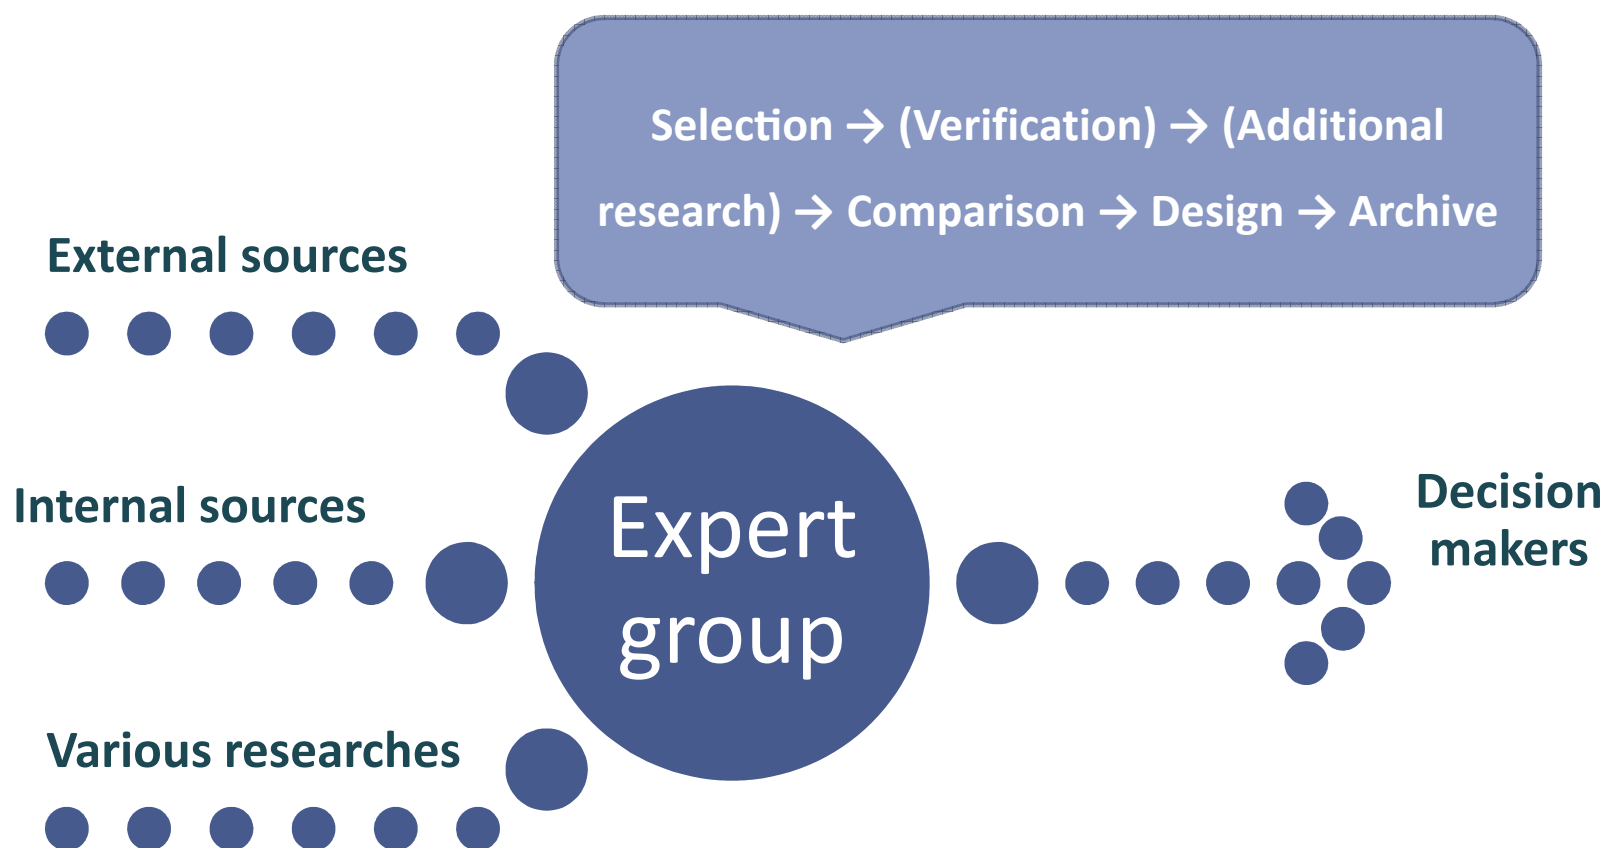 Selection → (Verification) → (Additional
research) → Comparison → Design → Archive
External sources
Internal sources
Various researches
Expert
group
Decision
makers